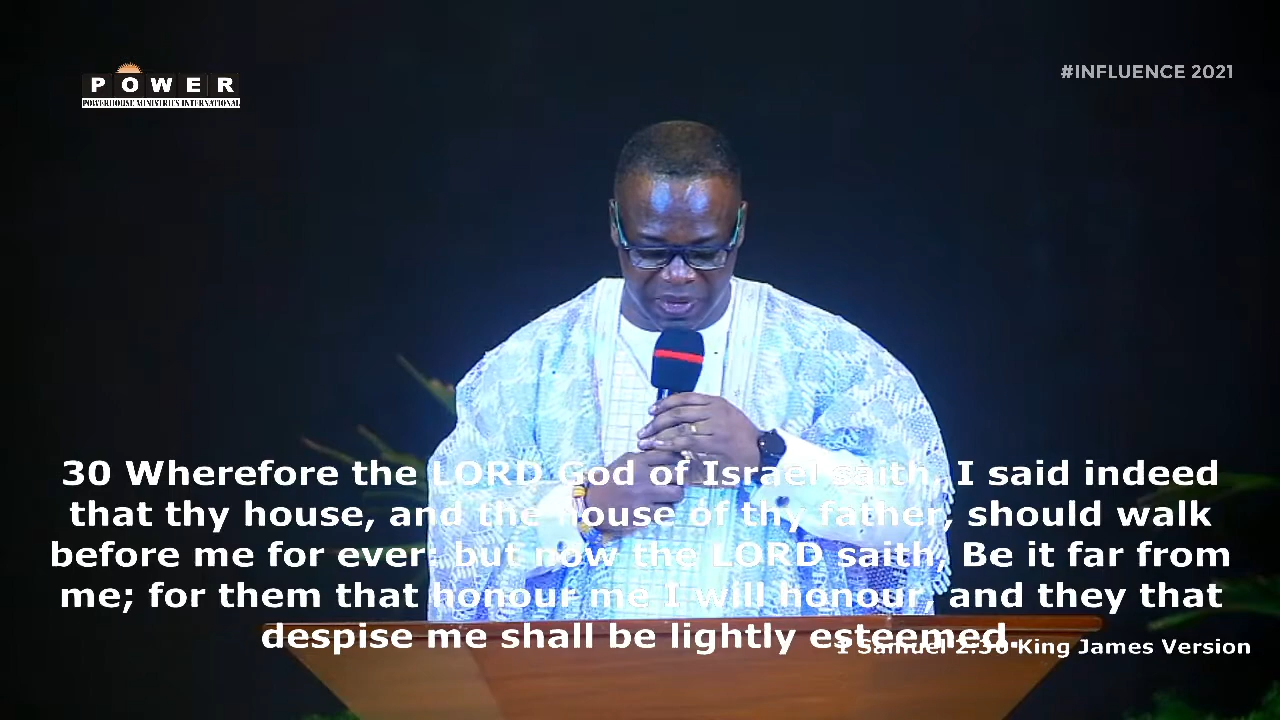 POWER
POWERHOUSE MINISTRIES INTERNATIONAL
#INFLUENCE 2021
30 Wherefore the LORD God of Israel saith, I said indeed
that thy house, and the house of thy father, should walk
before me for ever: but now the LORD saith, Be it far from
me; for them that honour me I will honour, and they that
despise me shall be lightly esteemed.
1 Samuel 2:30 King James Version